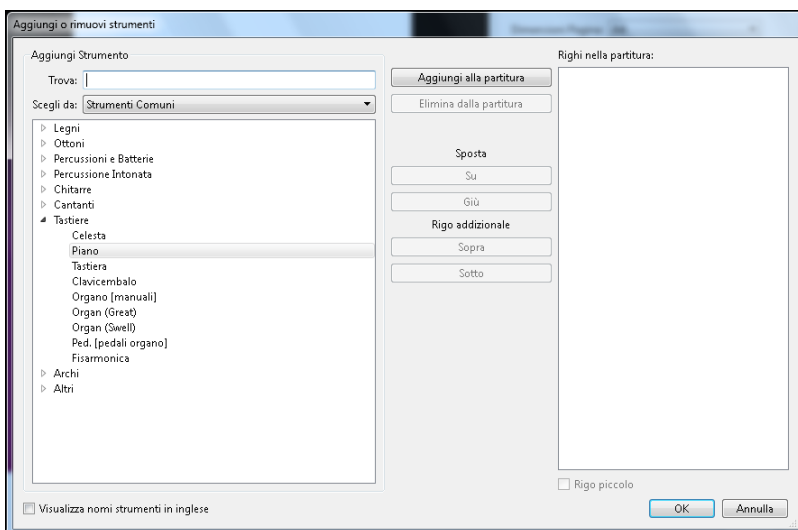 Aggiungi o rimuovi strumenti
Aggiungi Strumento
Trova:
Scegli da: Strumenti Comuni
Legni
Ottoni
Percussioni e Batterie
Percussione Intonata
Chitarre
Cantanti
Tastiere
Celesta
Piano
Tastiera
Clavicembalo
Organo [manuali]
Organ (Great)
Organ (Swell)
Ped. [pedali organo]
Fisarmonica
Archi
Altri
Visualizza nomi strumenti in inglese
Aggiungi alla partitura
Elimina dalla partitura
Sposta
Su
Giù
Rigo addizionale
Sopra
Sotto
Righi nella partitura:
Rigo piccolo
OK
Annulla